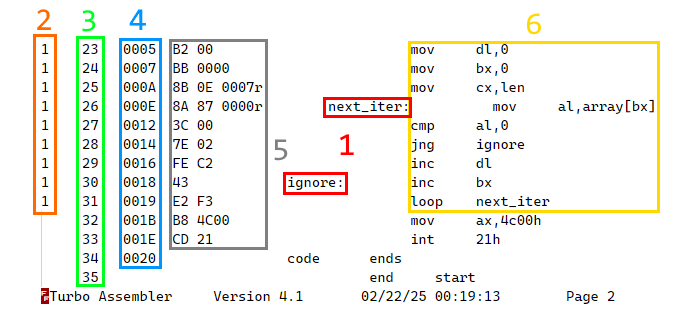 2 3 4 6
1 23 0005 B2 00 mov dl,0
1 24 0007 BB 0000 mov bx,0
1 25 000A 8B 0E 0007r mov cx,len
1 26 000E 8A 87 0000r next_iter: mov al,array[bx]
1 27 0012 3C 00 cmp al,0
1 28 0014 7E 02 jng ignore
1 29 0016 FE C2 inc dl
1 30 0018 43 ignore: inc bx
1 31 0019 E2 F3 loop next_iter
32 001B B8 4C00 mov ax,4c00h
33 001E CD 21 int 21h
34 0020 code ends
35 end start
5 1
Turbo Assembler Version 4.1 02/22/25 00:19:13 Page 2